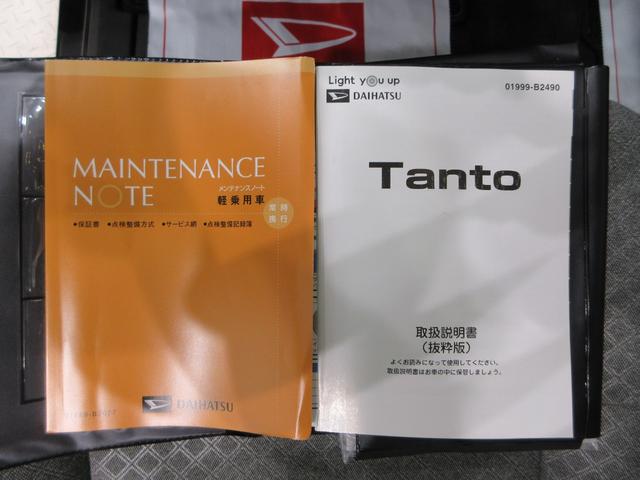 MAINTENANCE
NOTE
メンテナンスノート
軽乗用車
常時
携行
●保証書 ●点検整備方式 ●サービス網 ●点検整備記録簿
DAIHATSU
Light you up
DAIHATSU
01999-B2490
Tanto
取扱説明書
(抜粋版)
よくお読みになって使用してください。
取扱説明書はお車の中に保管しましょう。